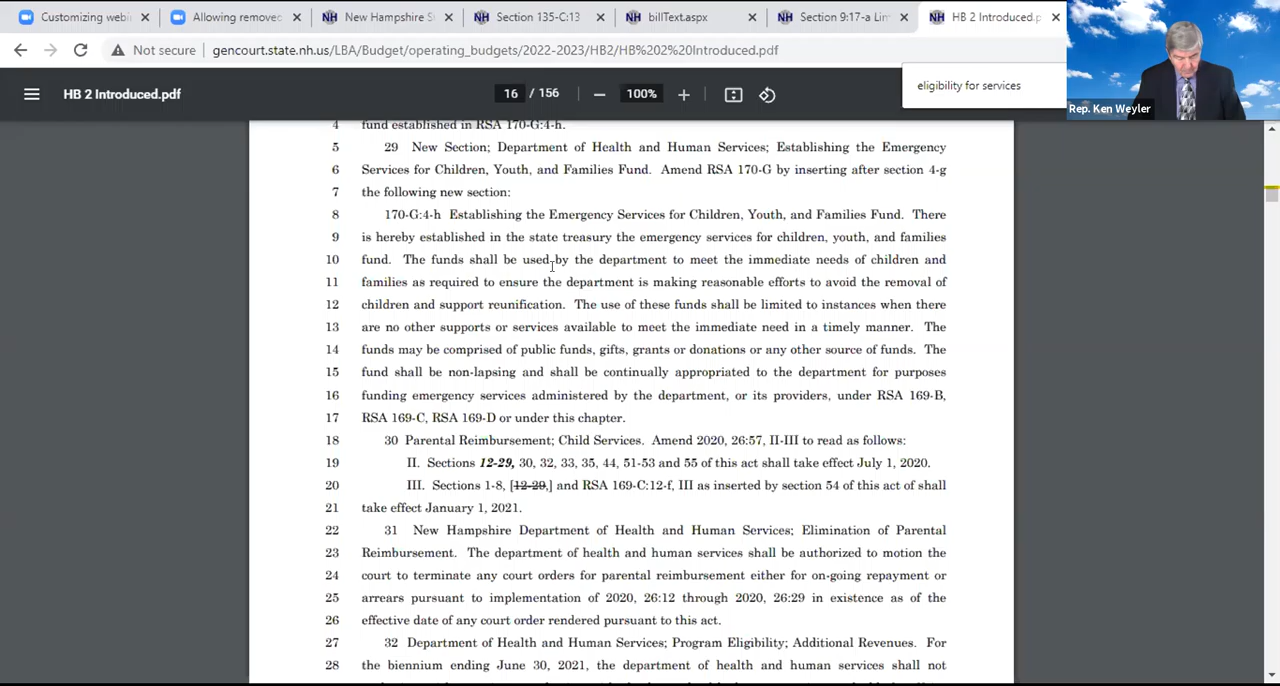 Customizing webi
Allowing remove
New Hampshire S
Section 135-C:13
billText.aspx
Section 9:17-a Lim
HB 2 Introduced.p
Not secure
gencourt.state.nh.us/LBA/Budget/operating_budgets/2022-2023/HB2/HB%202%20Introduced.pdf
eligibility for services
Rep. Ken Weyler
HB 2 Introduced.pdf
16 / 156
100%
4 fund established in RSA 170-G:4-h.
5 29 New Section; Department of Health and Human Services; Establishing the Emergency
6 Services for Children, Youth, and Families Fund. Amend RSA 170-G by inserting after section 4-g
7 the following new section:
8 170-G:4-h Establishing the Emergency Services for Children, Youth, and Families Fund. There
9 is hereby established in the state treasury the emergency services for children, youth, and families
10 fund. The funds shall be used by the department to meet the immediate needs of children and
11 families as required to ensure the department is making reasonable efforts to avoid the removal of
12 children and support reunification. The use of these funds shall be limited to instances when there
13 are no other supports or services available to meet the immediate need in a timely manner. The
14 funds may be comprised of public funds, gifts, grants or donations or any other source of funds. The
15 fund shall be non-lapsing and shall be continually appropriated to the department for purposes
16 funding emergency services administered by the department, or its providers, under RSA 169-B,
17 RSA 169-C, RSA 169-D or under this chapter.
18 30 Parental Reimbursement; Child Services. Amend 2020, 26:57, II-III to read as follows:
19 II. Sections 12-29, 30, 32, 33, 35, 44, 51-53 and 55 of this act shall take effect July 1, 2020.
20 III. Sections 1-8, [12-29,] and RSA 169-C:12-f, III as inserted by section 54 of this act of shall
21 take effect January 1, 2021.
22 31 New Hampshire Department of Health and Human Services; Elimination of Parental
23 Reimbursement. The department of health and human services shall be authorized to motion the
24 court to terminate any court orders for parental reimbursement either for on-going repayment or
25 arrears pursuant to implementation of 2020, 26:12 through 2020, 26:29 in existence as of the
26 effective date of any court order rendered pursuant to this act.
27 32 Department of Health and Human Services; Program Eligibility; Additional Revenues. For
28 the biennium ending June 30, 2021, the department of health and human services shall not